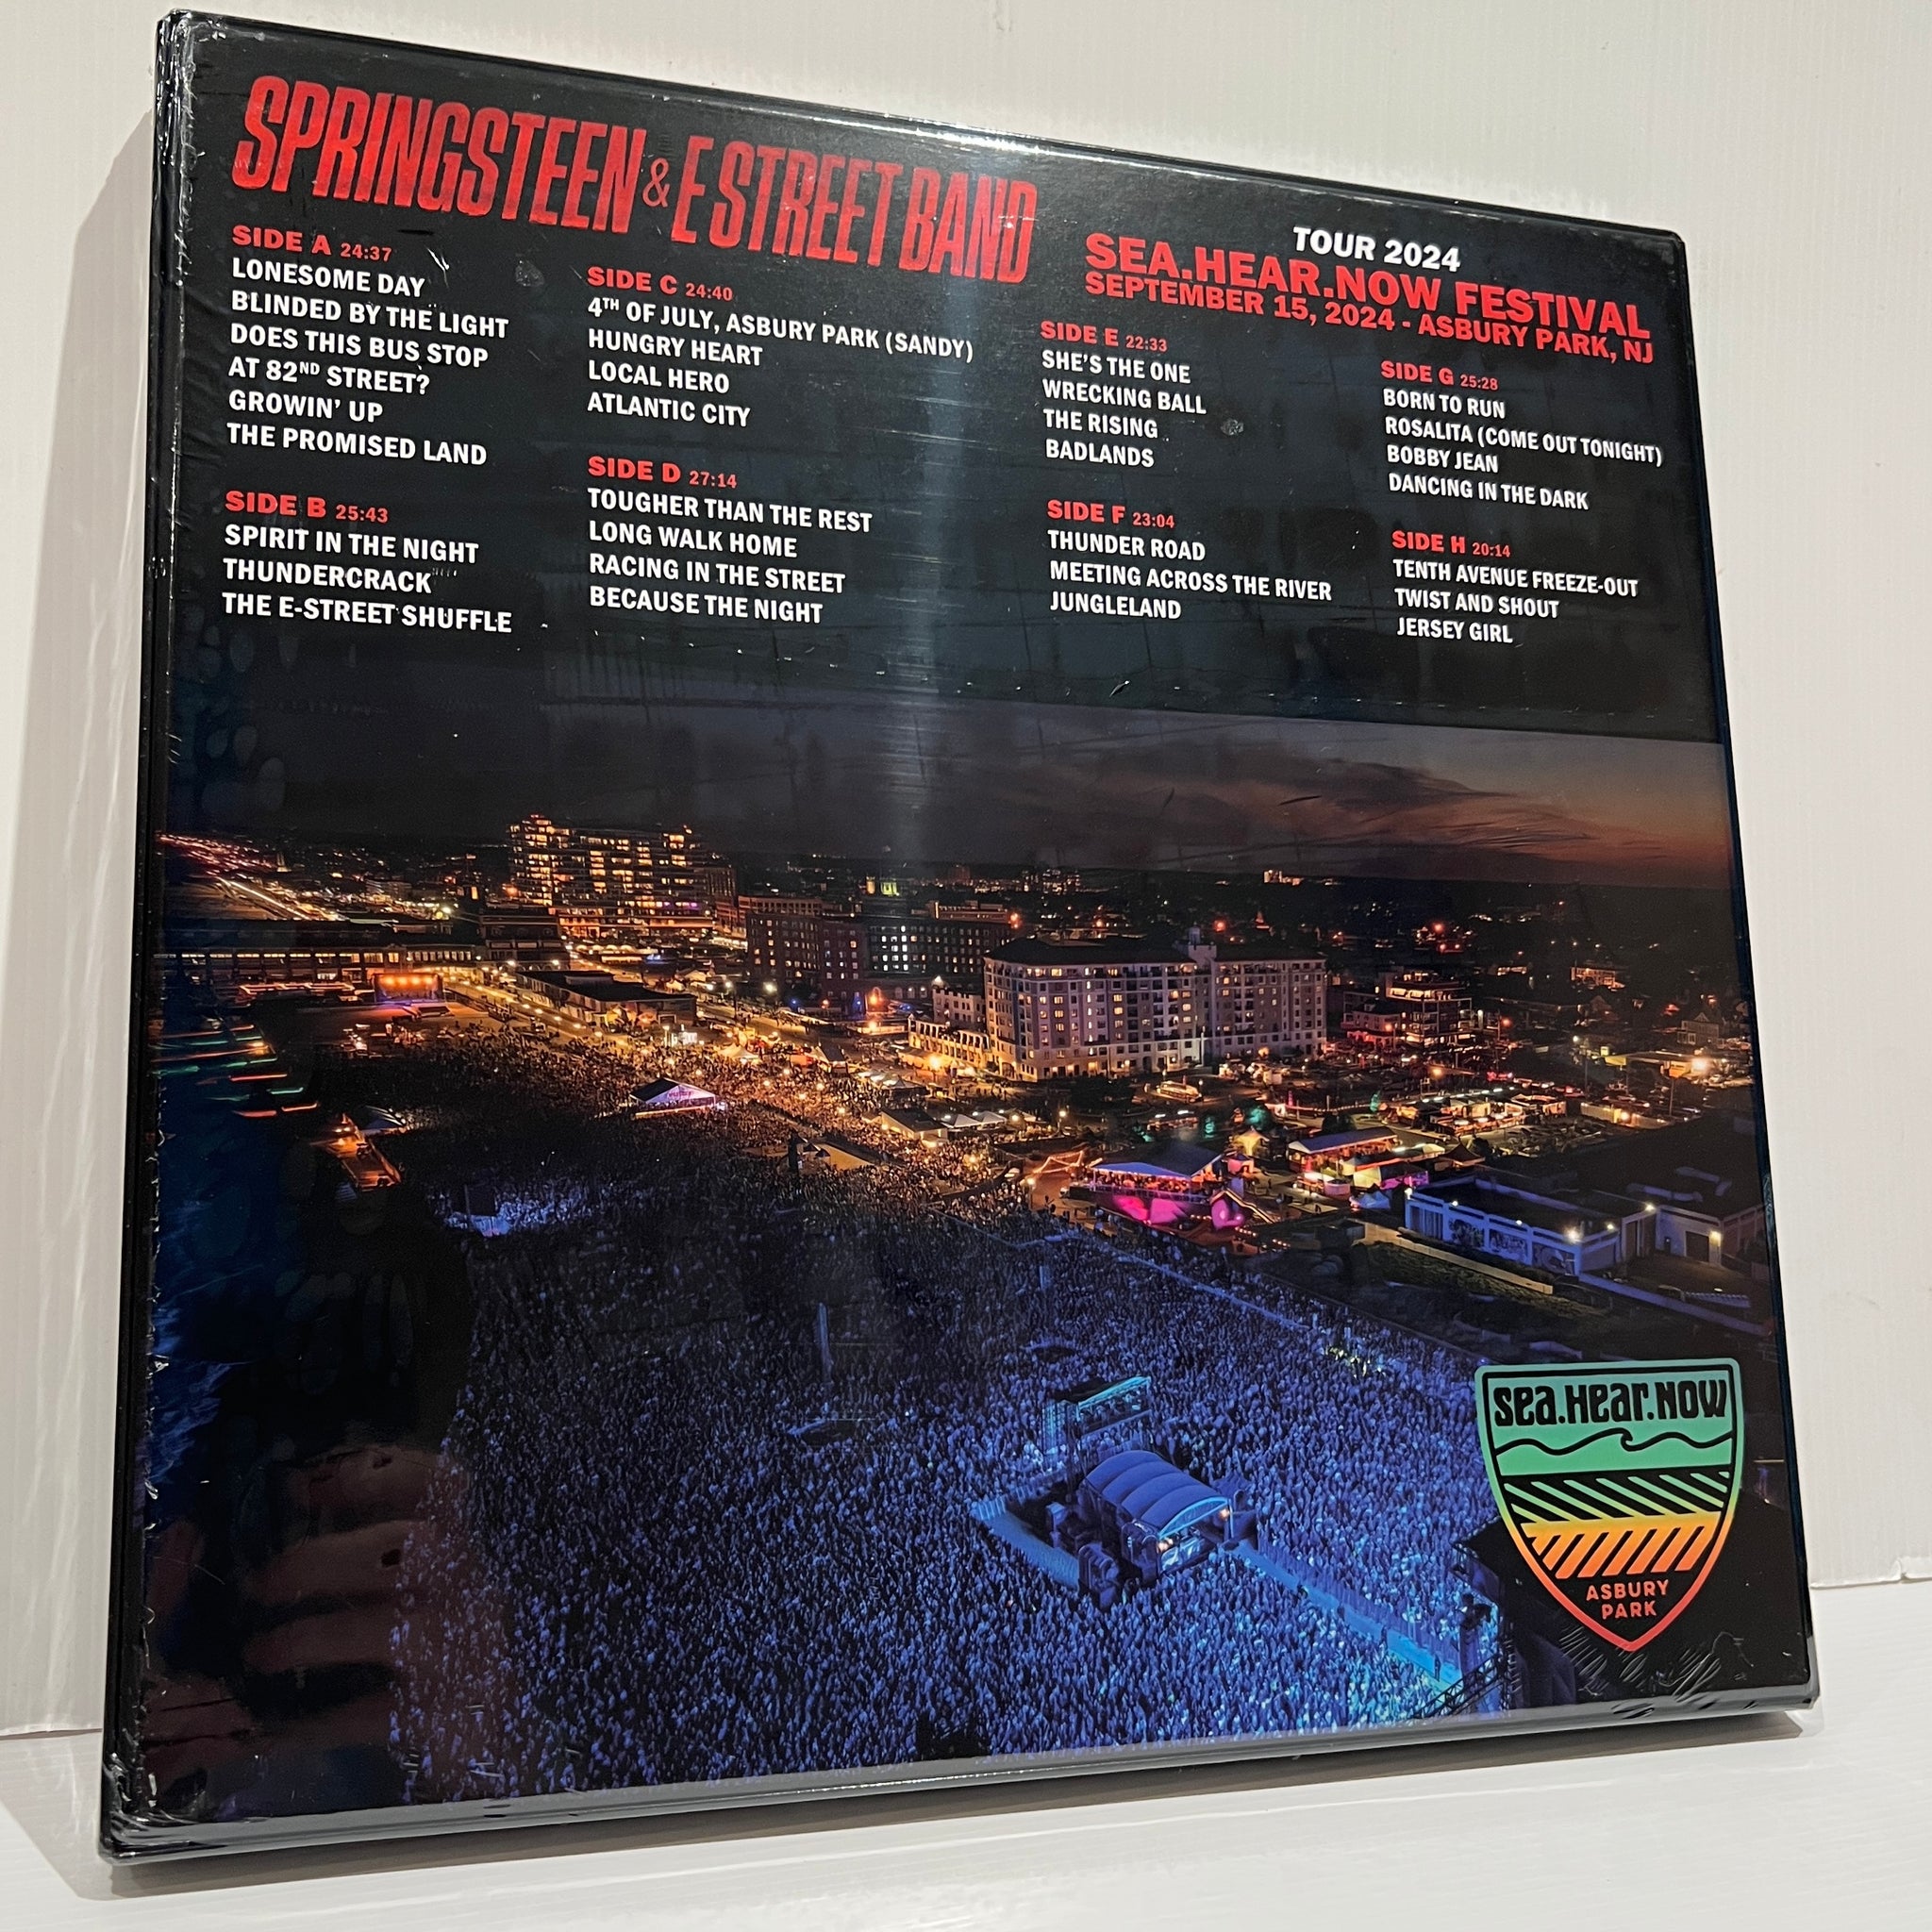 SPRINGSTEEN & E STREET BAND
TOUR 2024
SEA.HEAR.NOW FESTIVAL
SEPTEMBER 15, 2024 - ASBURY PARK, NJ
SIDE A 24:37
LONESOME DAY
BLINDED BY THE LIGHT
DOES THIS BUS STOP
AT 82ND STREET?
GROWIN' UP
THE PROMISED LAND
SIDE B 25:43
SPIRIT IN THE NIGHT
THUNDERCRACK
THE E-STREET SHUFFLE
SIDE C 24:40
4TH OF JULY, ASBURY PARK (SANDY)
HUNGRY HEART
LOCAL HERO
ATLANTIC CITY
SIDE D 27:14
TOUGHER THAN THE REST
LONG WALK HOME
RACING IN THE STREET
BECAUSE THE NIGHT
SIDE E 22:33
SHE'S THE ONE
WRECKING BALL
THE RISING
BADLANDS
SIDE F 23:04
THUNDER ROAD
MEETING ACROSS THE RIVER
JUNGLELAND
SIDE G 25:28
BORN TO RUN
ROSALITA (COME OUT TONIGHT)
BOBBY JEAN
DANCING IN THE DARK
SIDE H 20:14
TENTH AVENUE FREEZE-OUT
TWIST AND SHOUT
JERSEY GIRL
sea.Hear.Now
ASBURY
PARK